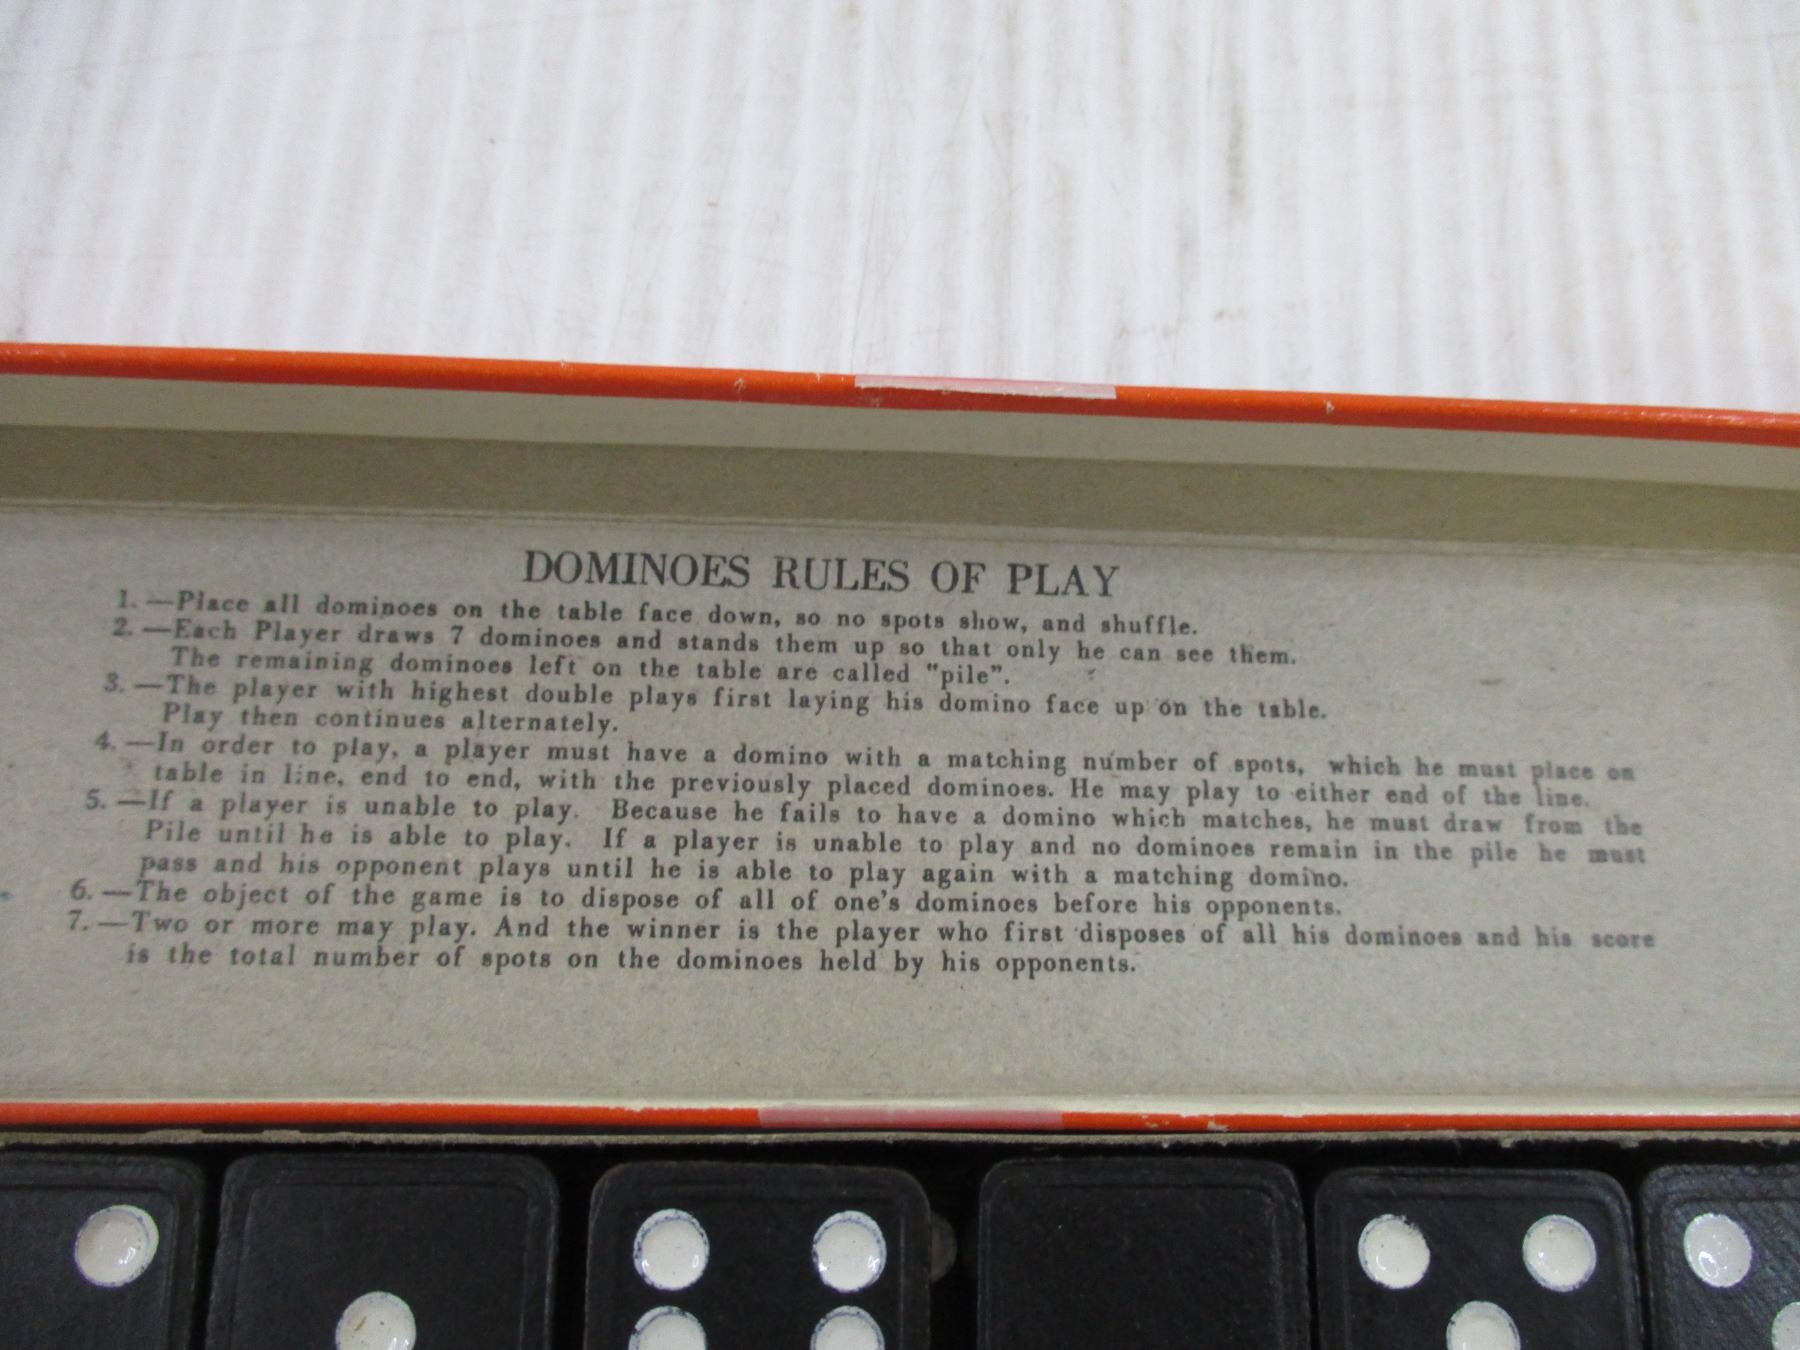 DOMINOES RULES OF PLAY
1.—Place all dominoes on the table face down, so no spots show, and shuffle.
2.—Each Player draws 7 dominoes and stands them up so that only he can see them.
The remaining dominoes left on the table are called "pile".
3.—The player with highest double plays first laying his domino face up on the table.
Play then continues alternately.
4.—In order to play, a player must have a domino with a matching number of spots, which he must place on
table in line, end to end, with the previously placed dominoes. He may play to either end of the line.
5.—If a player is unable to play. Because he fails to have a domino which matches, he must draw from the
Pile until he is able to play. If a player is unable to play and no dominoes remain in the pile he must
pass and his opponent plays until he is able to play again with a matching domino.
6.—The object of the game is to dispose of all of one's dominoes before his opponents.
7.—Two or more may play. And the winner is the player who first disposes of all his dominoes and his score
is the total number of spots on the dominoes held by his opponents.